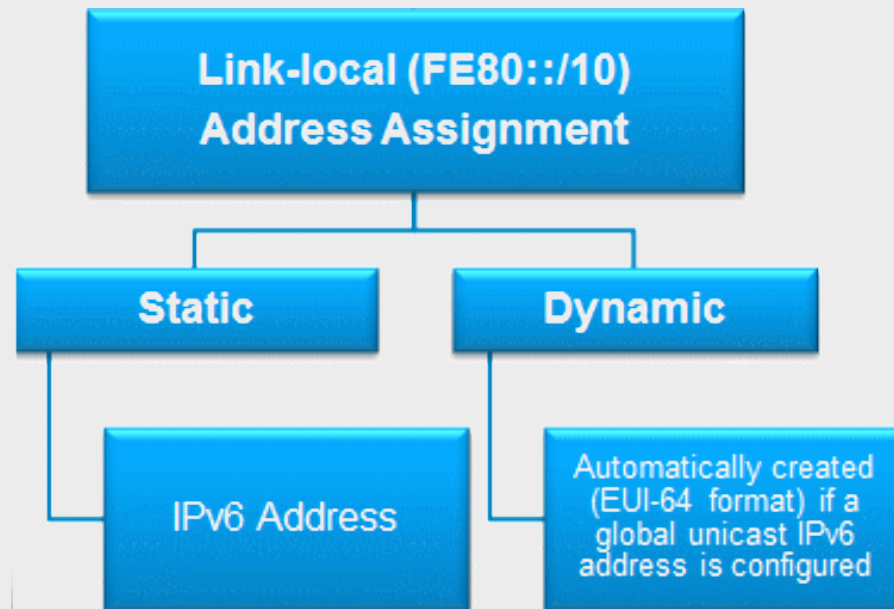 Link-local (FE80::/10)
Address Assignment
Static
Dynamic
IPv6 Address
Automatically created
(EUI-64 format) if a
global unicast IPv6
address is configured